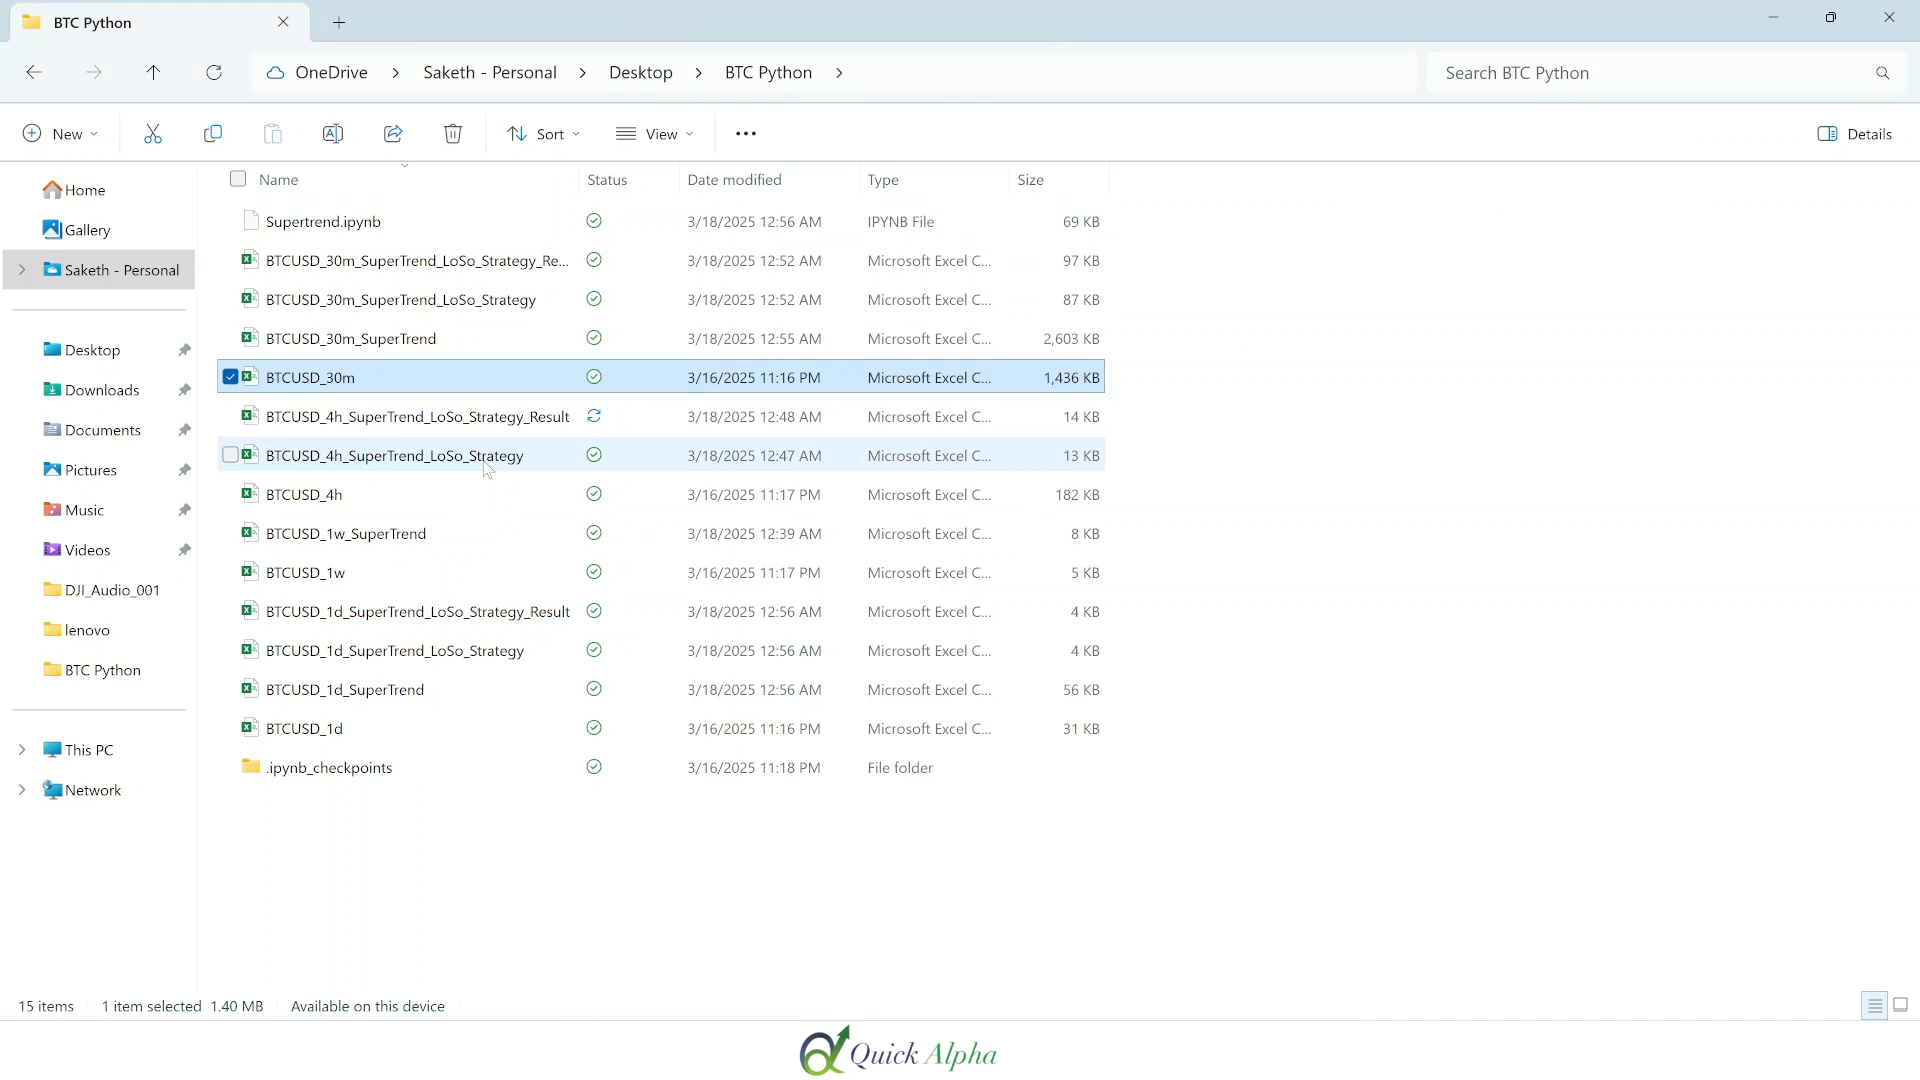 BTC Python
OneDrive > Saketh - Personal > Desktop > BTC Python >
Search BTC Python
New
Sort
View
Details
Home
Gallery
Saketh - Personal
Desktop
Downloads
Documents
Pictures
Music
Videos
DJI_Audio_001
lenovo
BTC Python
This PC
Network
Name Status Date modified Type Size
Supertrend.ipynb 3/18/2025 12:56 AM IPYNB File 69 KB
BTCUSD_30m_SuperTrend_LoSo_Strategy_Re... 3/18/2025 12:52 AM Microsoft Excel C... 97 KB
BTCUSD_30m_SuperTrend_LoSo_Strategy 3/18/2025 12:52 AM Microsoft Excel C... 87 KB
BTCUSD_30m_SuperTrend 3/18/2025 12:55 AM Microsoft Excel C... 2,603 KB
BTCUSD_30m 3/16/2025 11:16 PM Microsoft Excel C... 1,436 KB
BTCUSD_4h_SuperTrend_LoSo_Strategy_Result 3/18/2025 12:48 AM Microsoft Excel C... 14 KB
BTCUSD_4h_SuperTrend_LoSo_Strategy 3/18/2025 12:47 AM Microsoft Excel C... 13 KB
BTCUSD_4h 3/16/2025 11:17 PM Microsoft Excel C... 182 KB
BTCUSD_1w_SuperTrend 3/18/2025 12:39 AM Microsoft Excel C... 8 KB
BTCUSD_1w 3/16/2025 11:17 PM Microsoft Excel C... 5 KB
BTCUSD_1d_SuperTrend_LoSo_Strategy_Result 3/18/2025 12:56 AM Microsoft Excel C... 4 KB
BTCUSD_1d_SuperTrend_LoSo_Strategy 3/18/2025 12:56 AM Microsoft Excel C... 4 KB
BTCUSD_1d_SuperTrend 3/18/2025 12:56 AM Microsoft Excel C... 56 KB
BTCUSD_1d 3/16/2025 11:16 PM Microsoft Excel C... 31 KB
.ipynb_checkpoints 3/16/2025 11:18 PM File folder
15 items 1 item selected 1.40 MB Available on this device
Quick Alpha